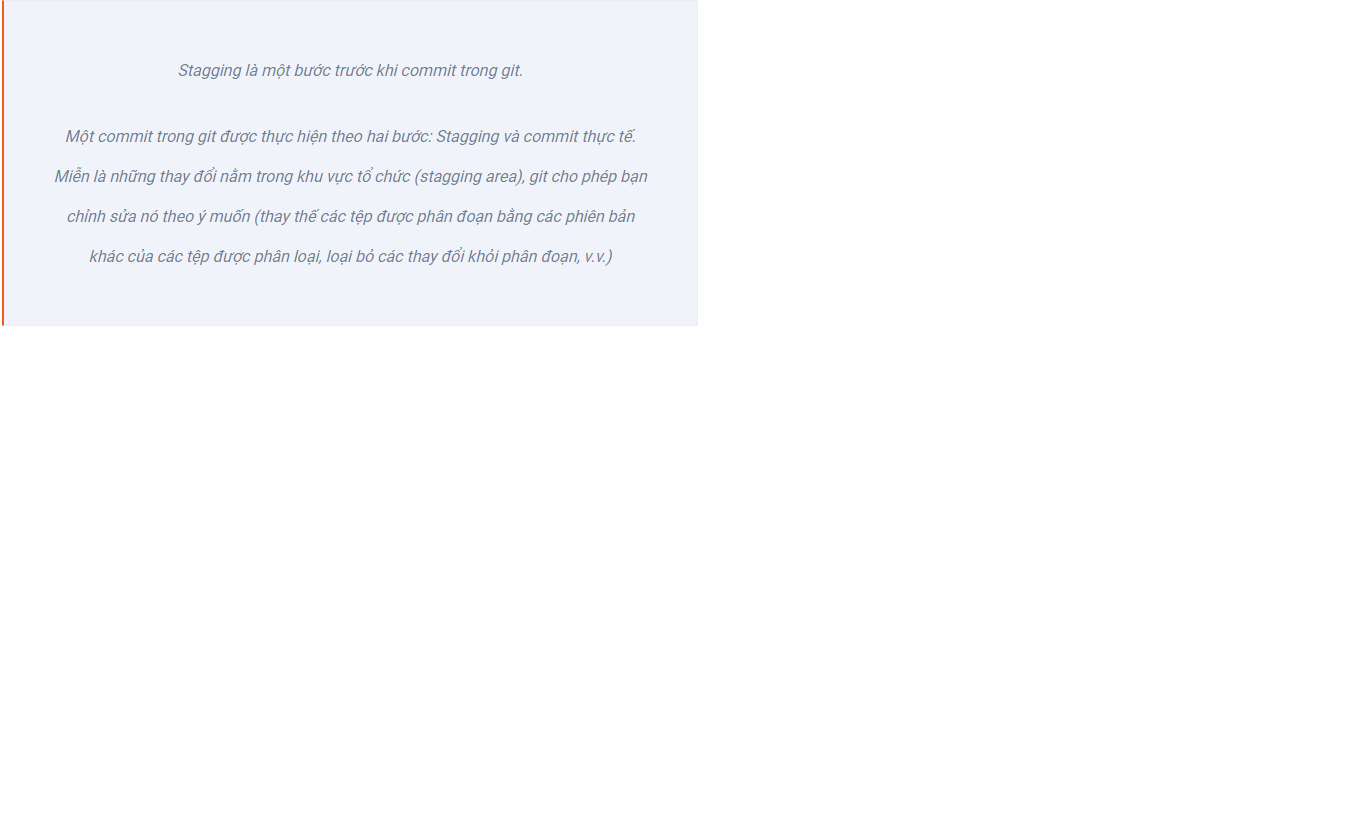 Stagging là một bước trước khi commit trong git.
Một commit trong git được thực hiện theo hai bước: Stagging và commit thực tế.
Miễn là những thay đổi nằm trong khu vực tổ chức (stagging area), git cho phép bạn
chỉnh sửa nó theo ý muốn (thay thế các tệp được phân đoạn bằng các phiên bản
khác của các tệp được phân loại, loại bỏ các thay đổi khỏi phân đoạn, v.v.)